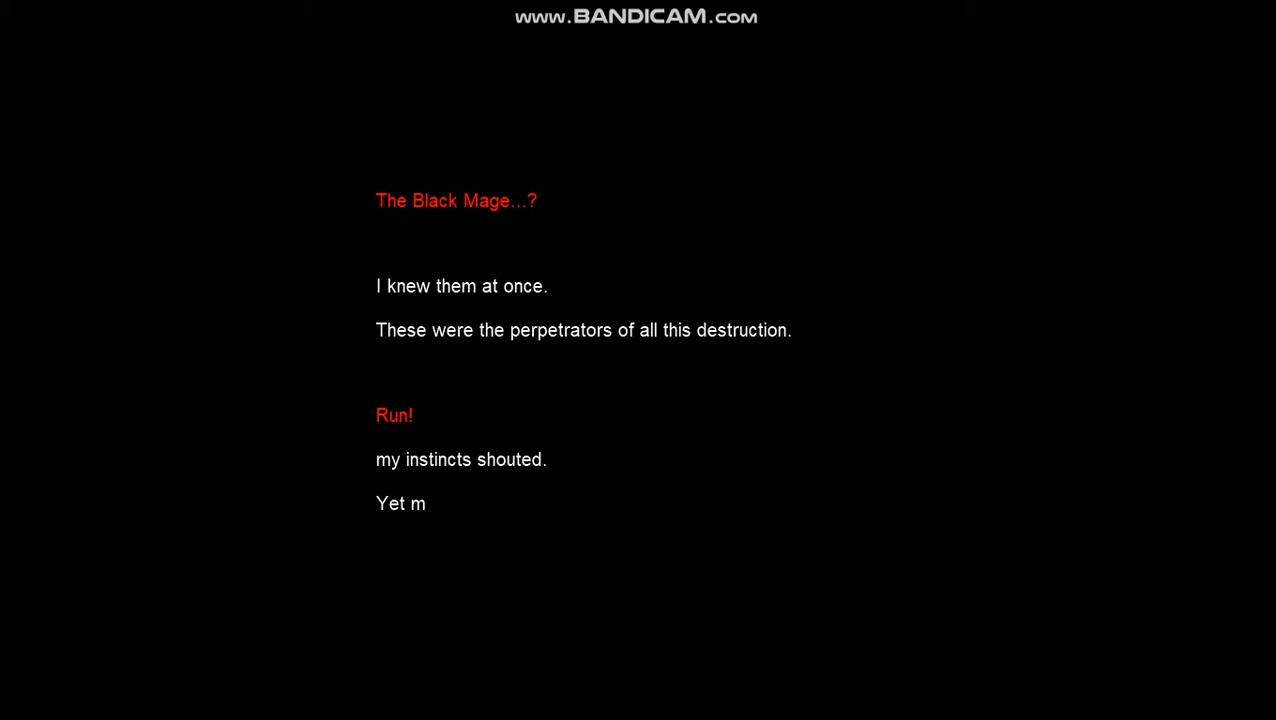 www.BANDICAM.com
The Black Mage...?
I knew them at once.
These were the perpetrators of all this destruction.
Run!
my instincts shouted.
Yet m